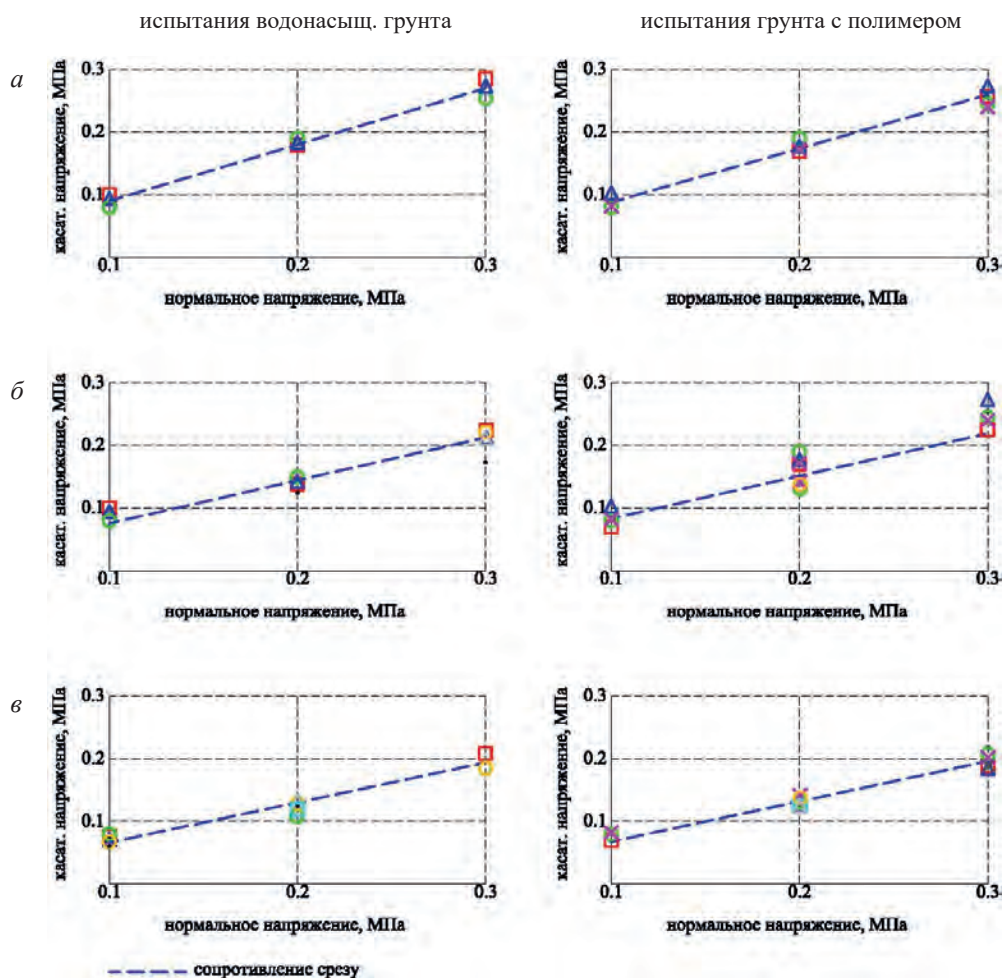 испытания водонасыщ. грунта
испытания грунта с полимером
а
касат. напряжение, МПа
0.3
0.2
0.1
0.1
0.2
0.3
нормальное напряжение, МПа
касат. напряжение, МПа
0.3
0.2
0.1
0.1
0.2
0.3
нормальное напряжение, МПа
б
касат. напряжение, МПа
0.3
0.2
0.1
0.1
0.2
0.3
нормальное напряжение, МПа
касат. напряжение, МПа
0.3
0.2
0.1
0.1
0.2
0.3
нормальное напряжение, МПа
в
касат. напряжение, МПа
0.3
0.2
0.1
0.1
0.2
0.3
нормальное напряжение, МПа
касат. напряжение, МПа
0.3
0.2
0.1
0.1
0.2
0.3
нормальное напряжение, МПа
сопротивление срезу